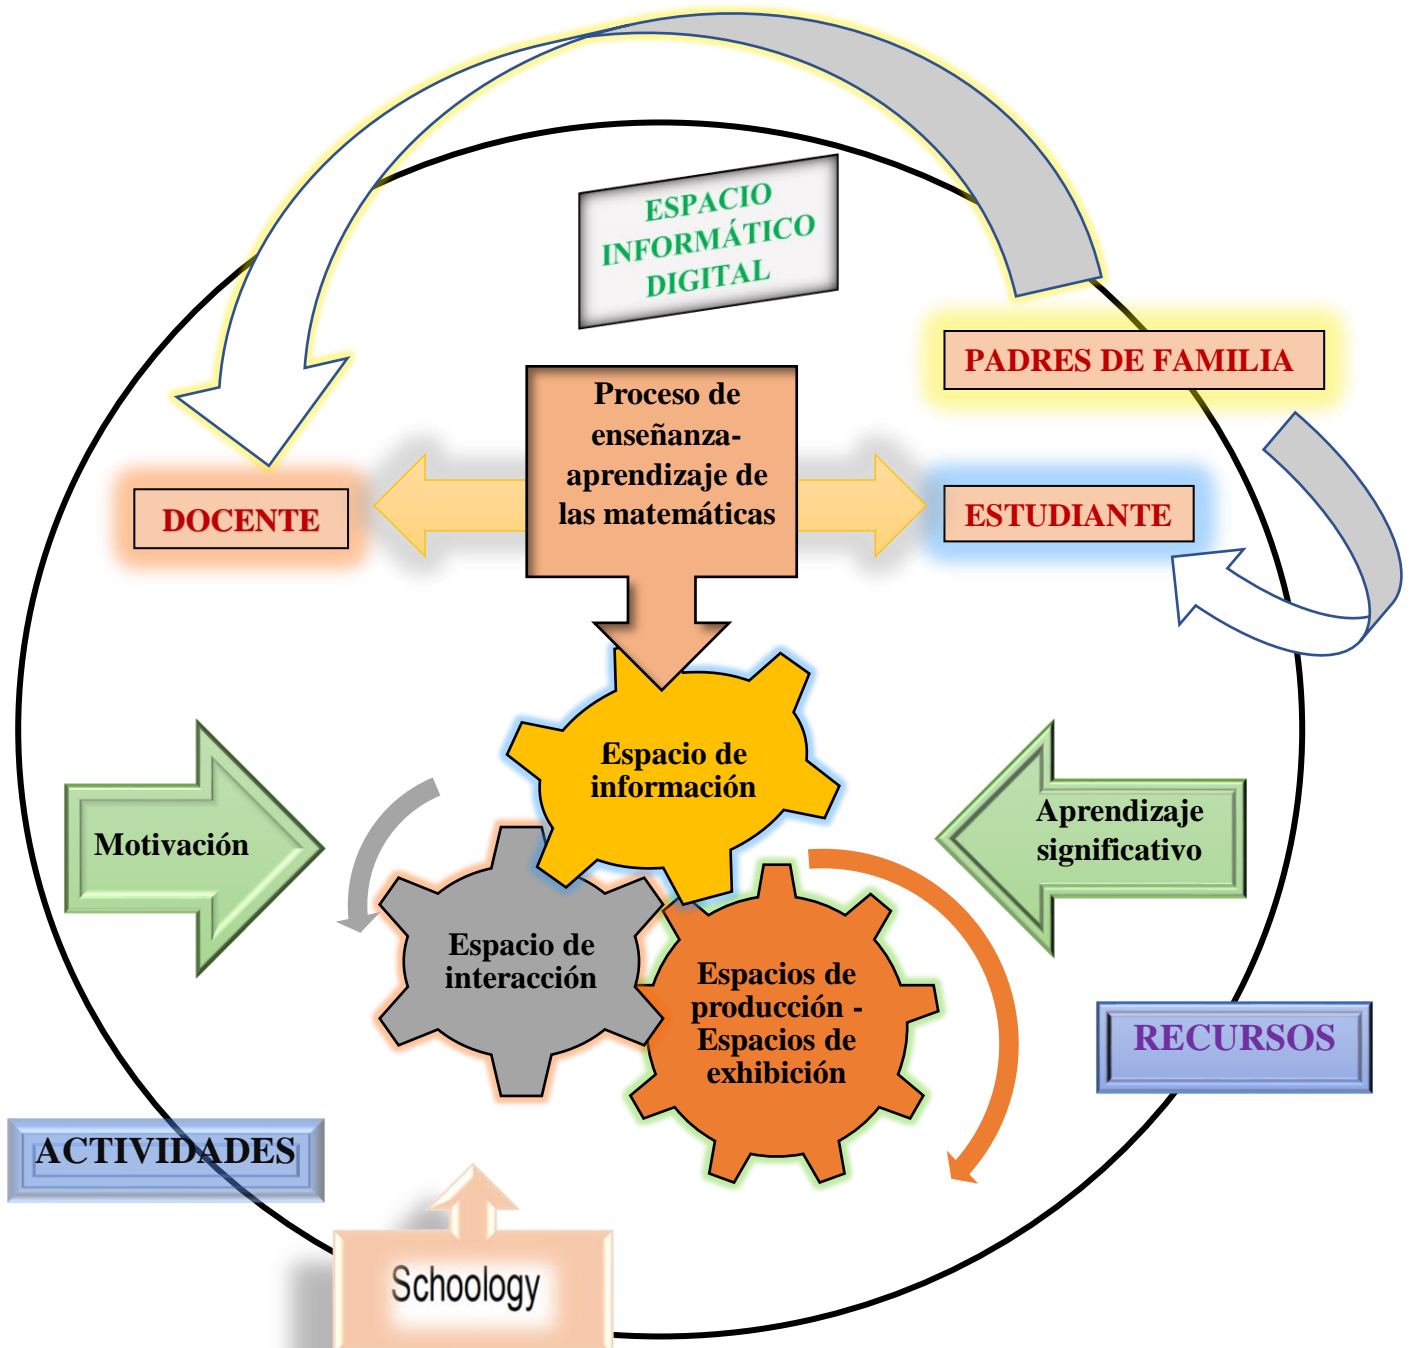 ESPACIO
INFORMÁTICO
DIGITAL
PADRES DE FAMILIA
Proceso de
enseñanza-
aprendizaje de
las matemáticas
DOCENTE
ESTUDIANTE
Espacio de
información
Motivación
Aprendizaje
significativo
Espacio de
interacción
Espacios de
producción -
Espacios de
exhibición
RECURSOS
ACTIVIDADES
Schoology